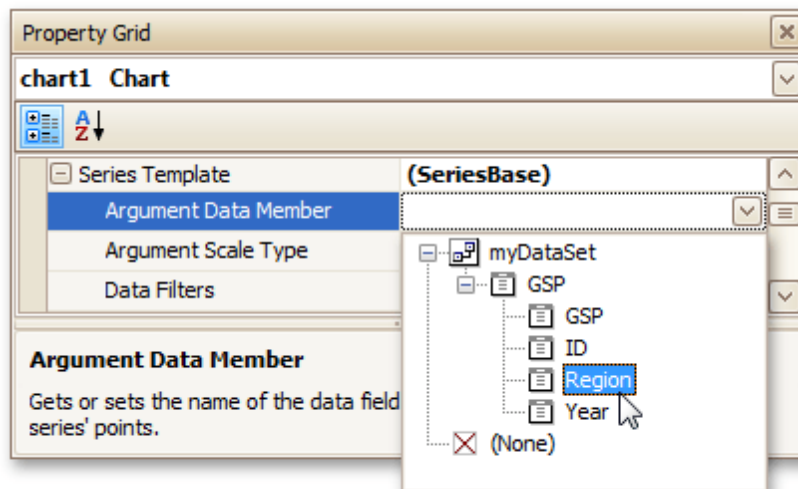 Property Grid
chart1 Chart
A
Z
Series Template (SeriesBase)
Argument Data Member
Argument Scale Type
Data Filters
myDataSet
GSP
GSP
ID
Region
Year
(None)
Argument Data Member
Gets or sets the name of the data field
series' points.